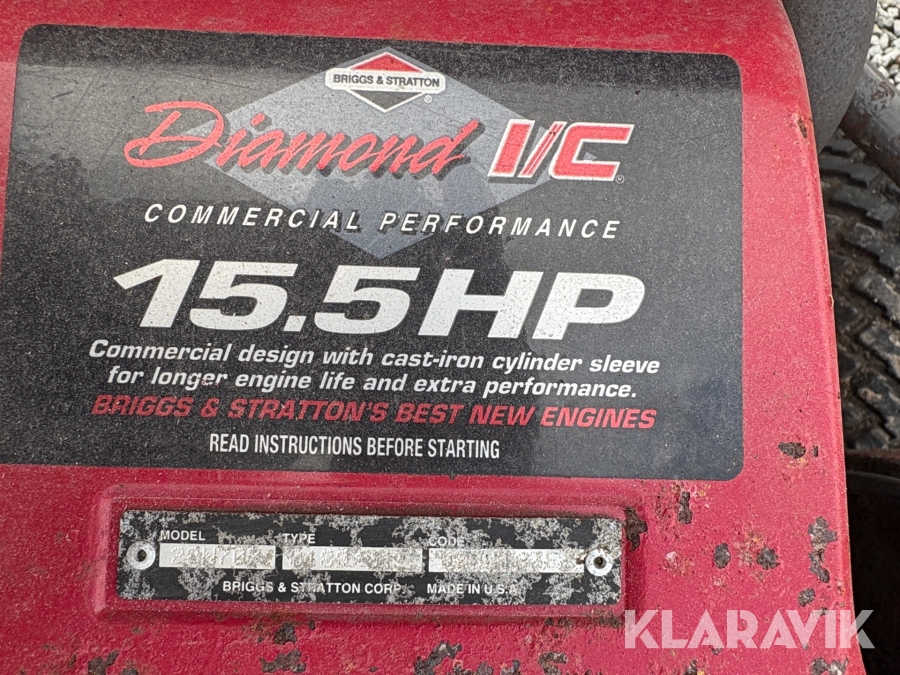 BRIGGS & STRATTON
®
Diamond I/C®
COMMERCIAL PERFORMANCE
15.5 HP
Commercial design with cast-iron cylinder sleeve
for longer engine life and extra performance.
BRIGGS & STRATTON'S BEST NEW ENGINES
READ INSTRUCTIONS BEFORE STARTING
MODEL TYPE CODE
BRIGGS & STRATTON CORP. MADE IN U.S.A.
KLARAVIK